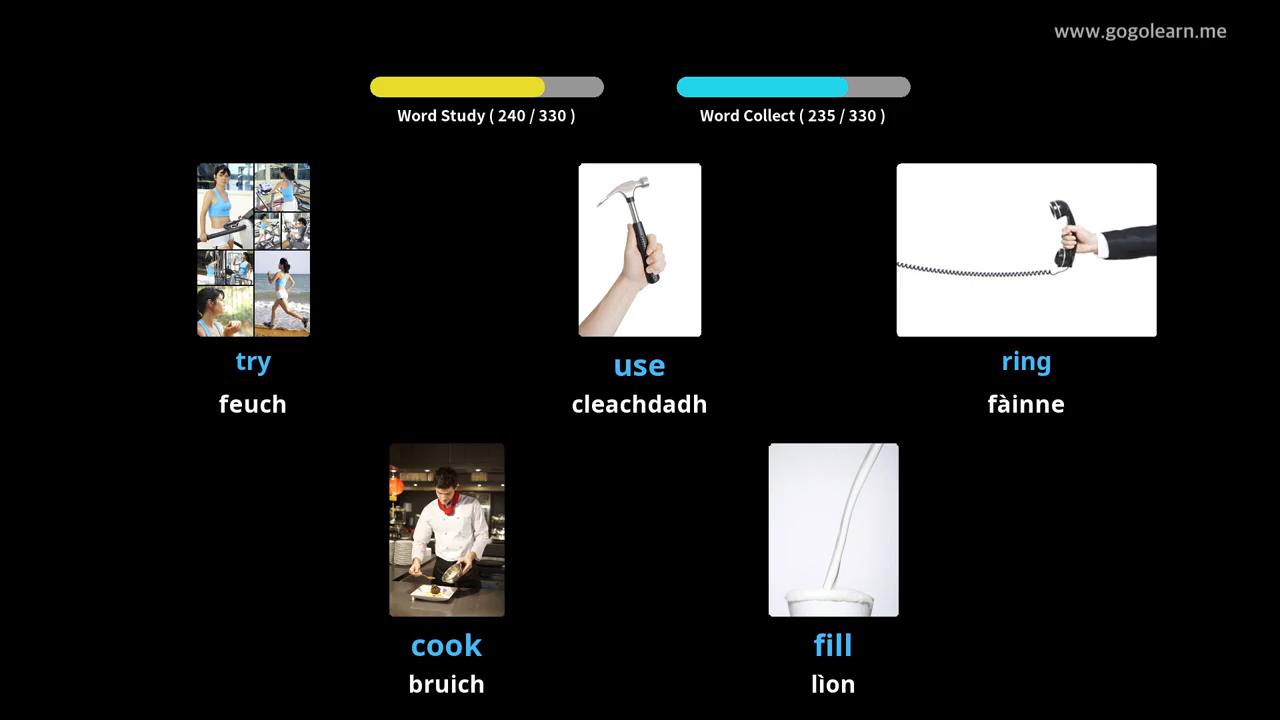 www.gogolearn.me
Word Study ( 240 / 330 )
Word Collect ( 235 / 330 )
try
use
ring
feuch
cleachdadh
fàinne
cook
fill
bruich
lìon